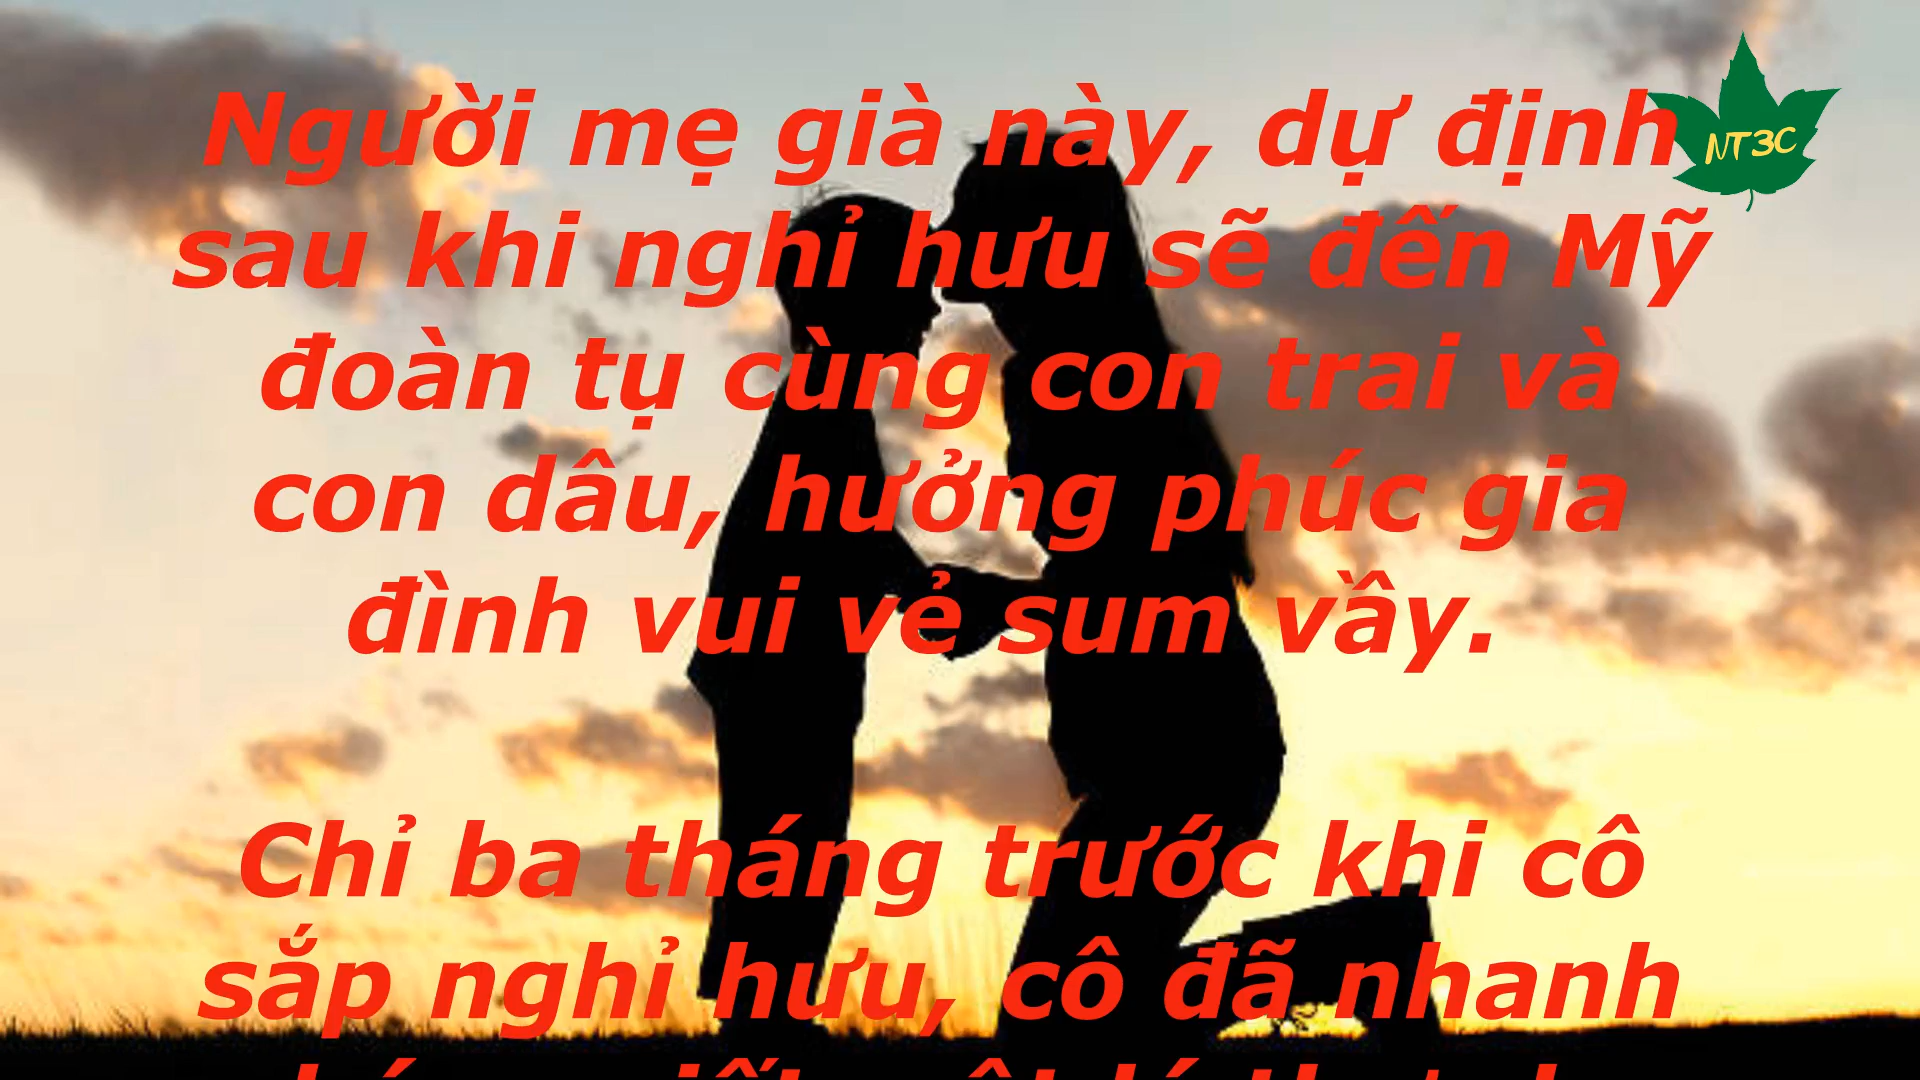 Người mẹ già này, dự định
NT3C
sau khi nghỉ hưu sẽ đến Mỹ
đoàn tụ cùng con trai và
con dâu, hưởng phúc gia
đình vui vẻ sum vầy.
Chỉ ba tháng trước khi cô
sắp nghỉ hưu, cô đã nhanh